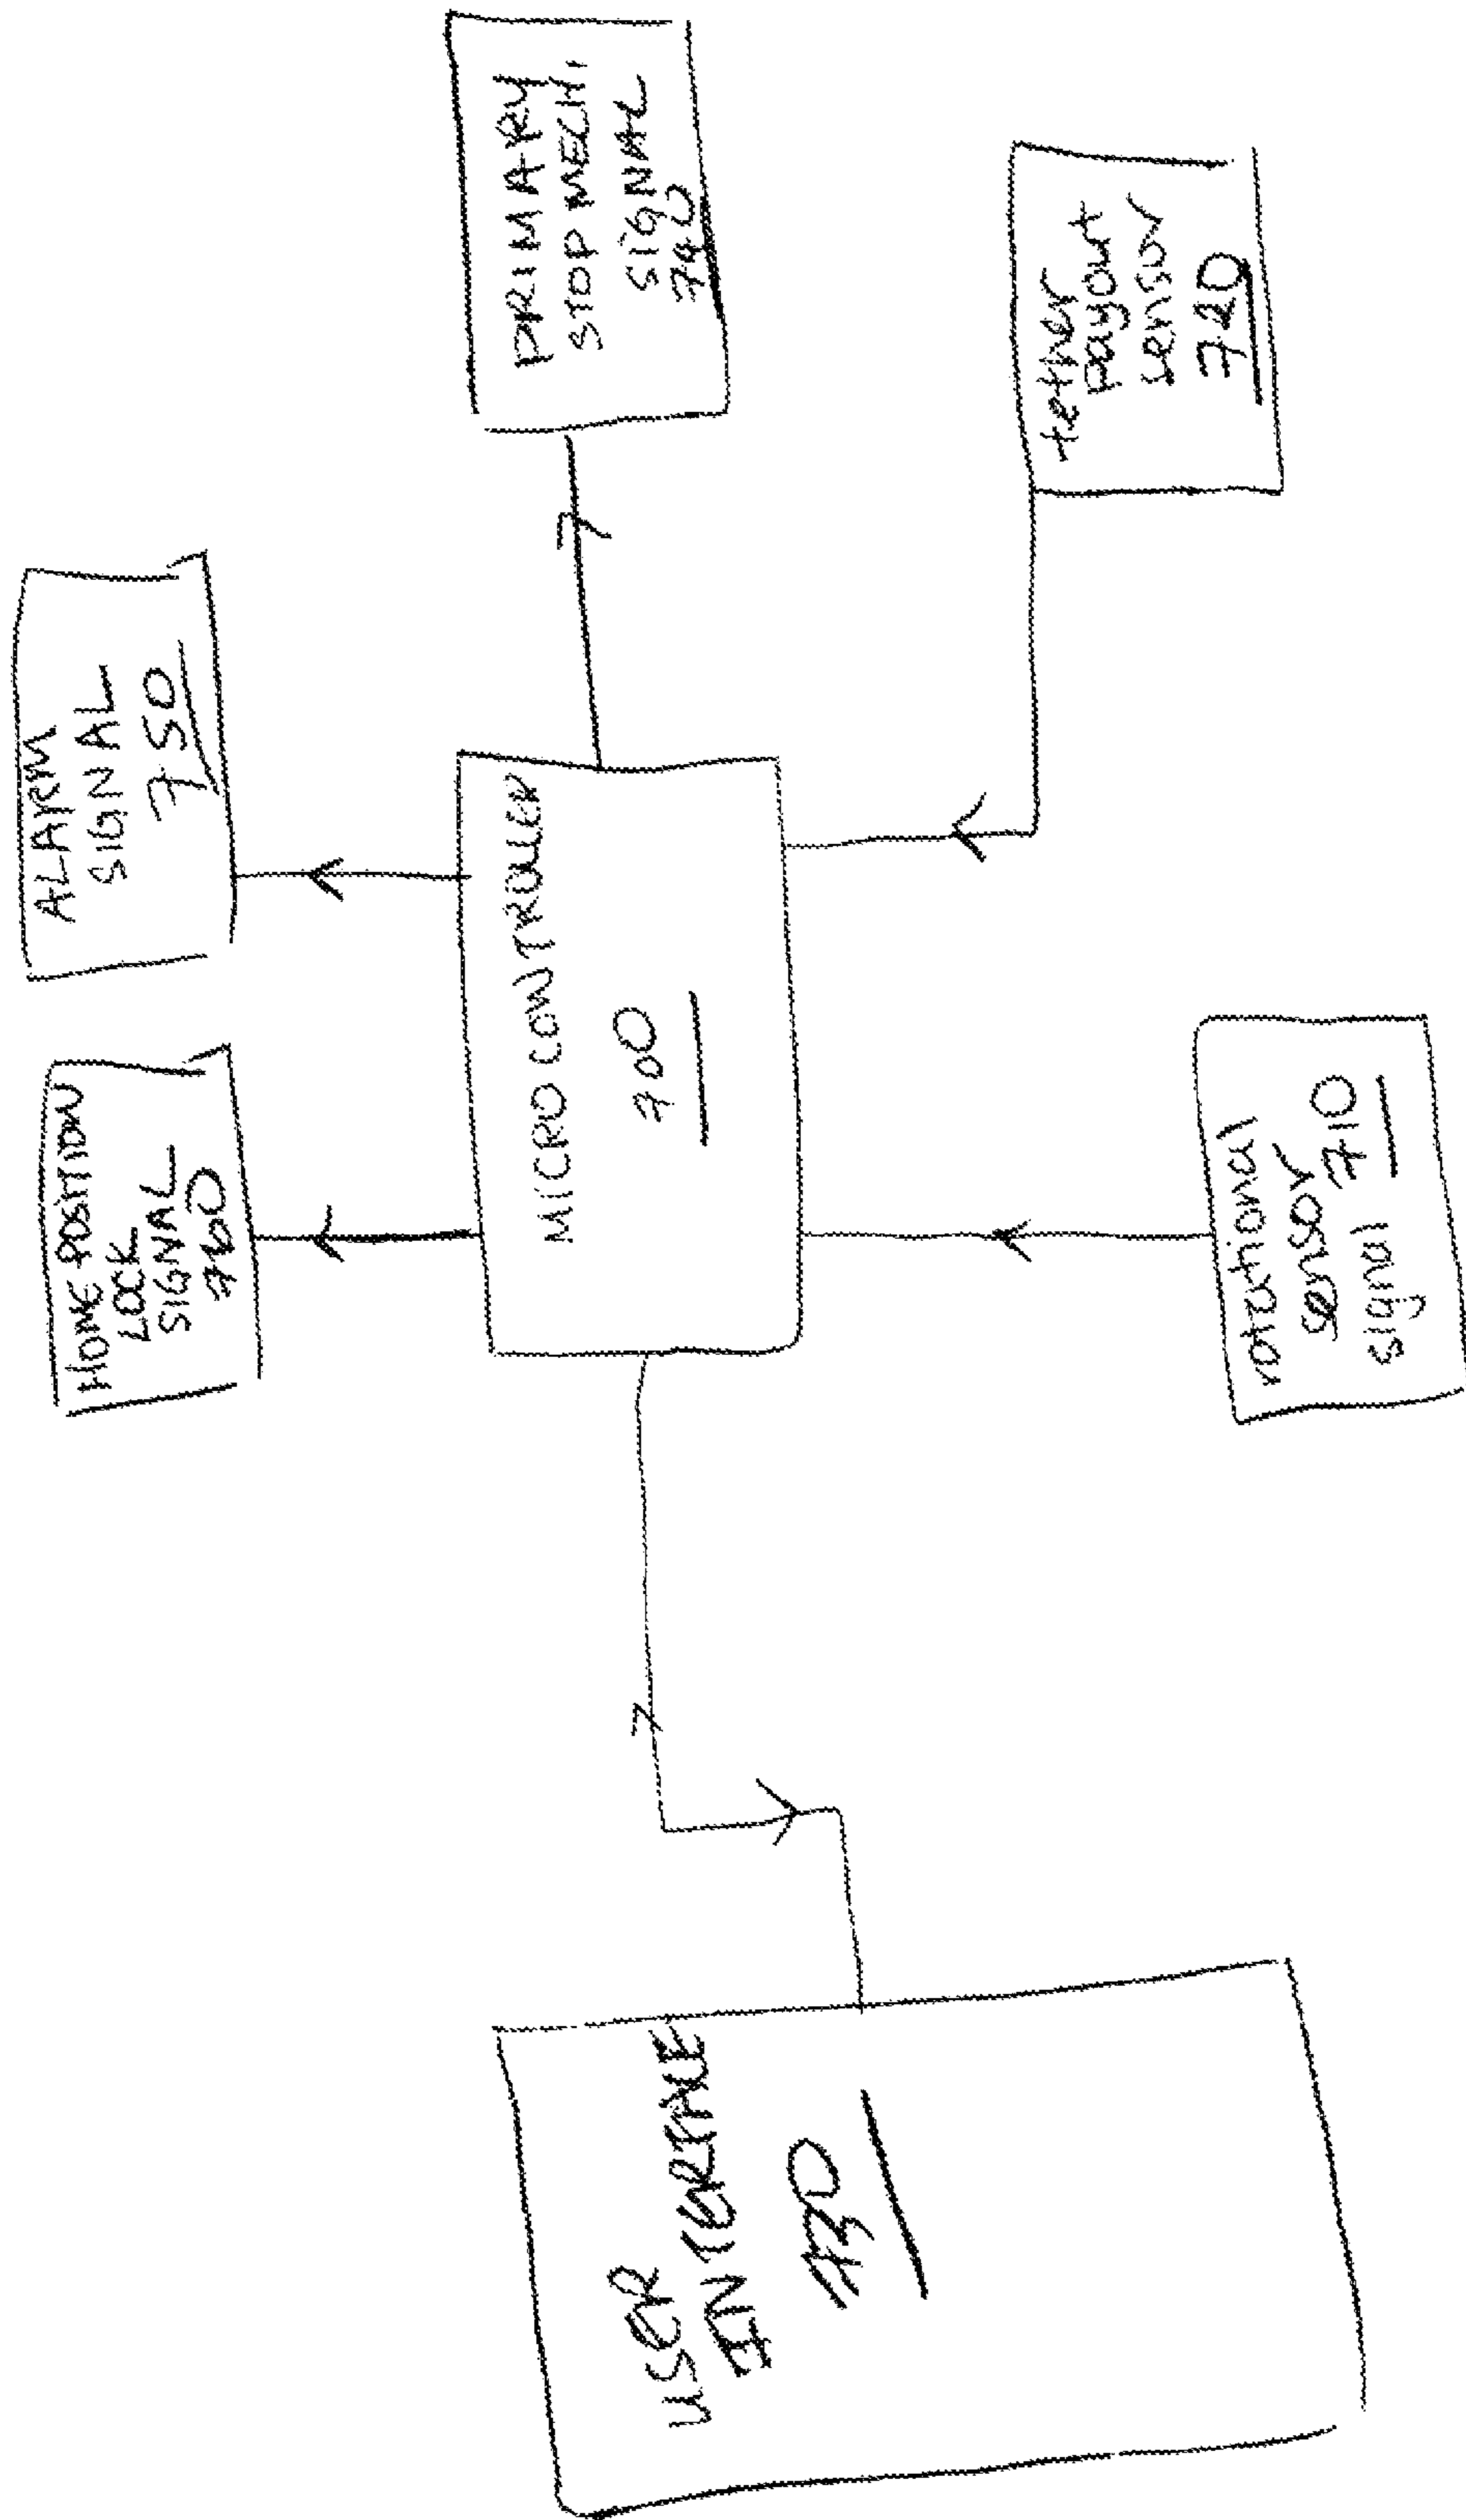 HOME POSITION
LOCK
SIGNAL
760
ALARM
SIGNAL
750
PRIMARY
STOP MECH.
SIGNAL
740
MICRO CONTROLLER
700
USER
INTERFACE
730
tether
payout
sensor
720
rotational
sensor 710
signal